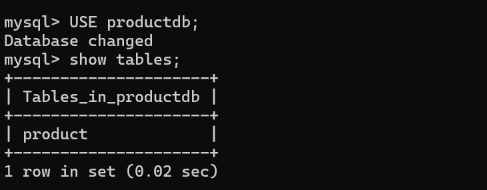 mysql> USE productdb;
Database changed
mysql> show tables;
+---------------------+
| Tables_in_productdb |
+---------------------+
| product             |
+---------------------+
1 row in set (0.02 sec)